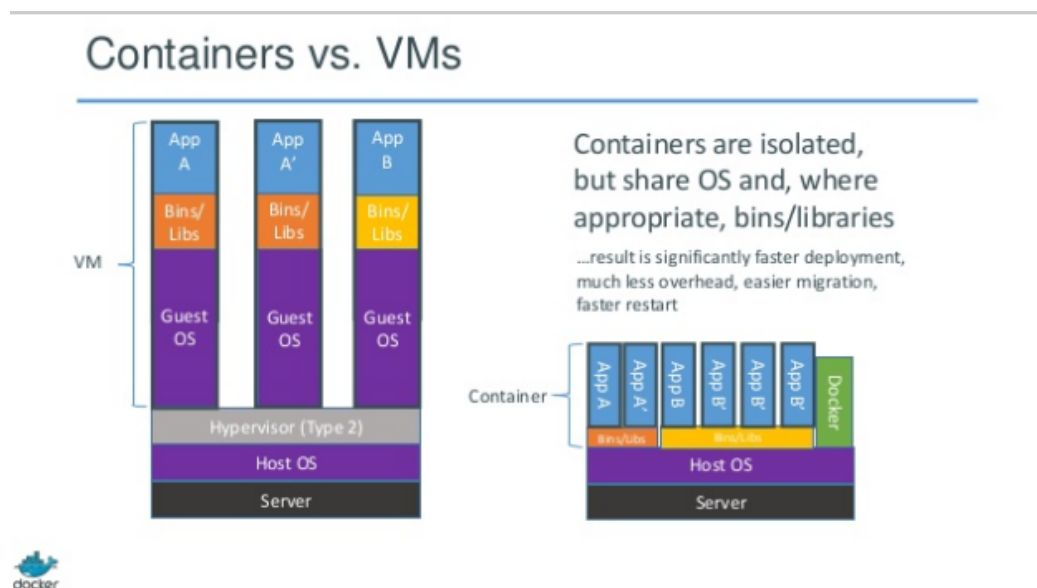 Containers vs. VMs
App
A
App
A'
App
B
Bins/
Libs
Bins/
Libs
Bins/
Libs
VM
Guest
OS
Guest
OS
Guest
OS
Hypervisor (Type 2)
Host OS
Server
Containers are isolated,
but share OS and, where
appropriate, bins/libraries
...result is significantly faster deployment,
much less overhead, easier migration,
faster restart
Container
App A
App A'
App B
App B'
App B'
App B'
Docker
Bins/Libs
Bins/Libs
Host OS
Server
docker